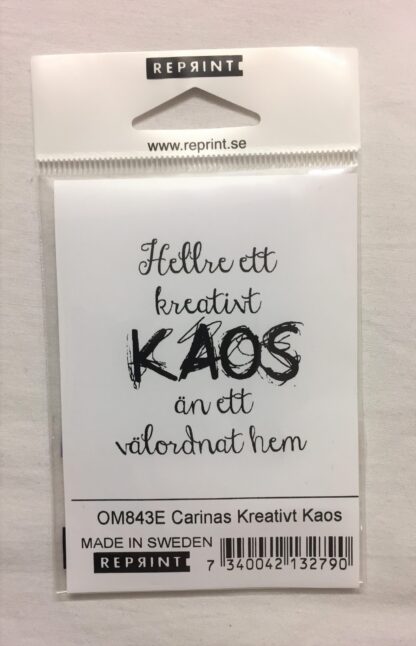 REPRINT
www.reprint.se
Hellre ett
kreativt
KAOS
än ett
välordnat hem
OM843E Carinas Kreativt Kaos
MADE IN SWEDEN
REPRINT
7 340042 132790